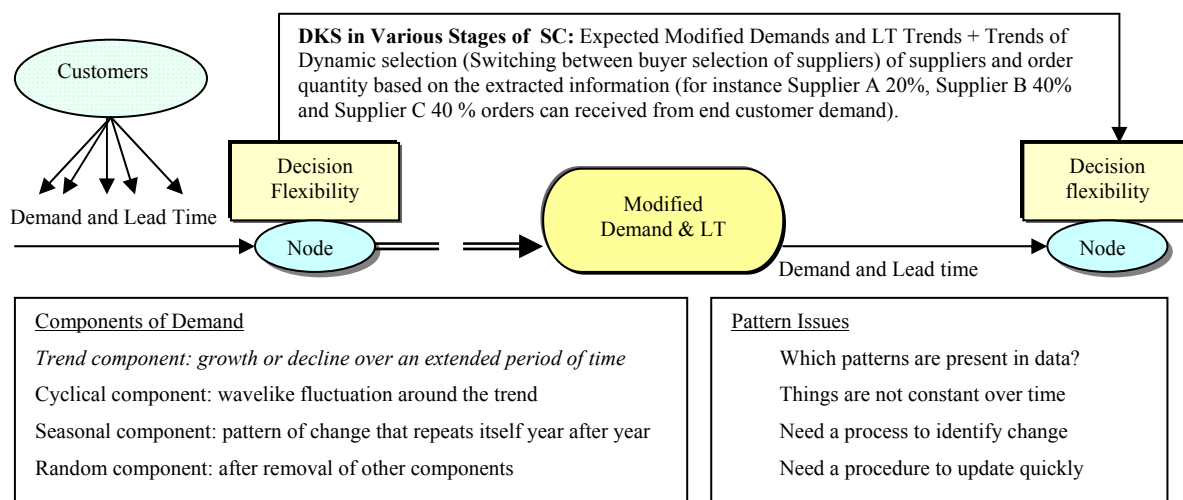 DKS in Various Stages of SC: Expected Modified Demands and LT Trends + Trends of
Dynamic selection (Switching between buyer selection of suppliers) of suppliers and order
quantity based on the extracted information (for instance Supplier A 20%, Supplier B 40%
and Supplier C 40 % orders can received from end customer demand).
Customers
Decision
Flexibility
Demand and Lead Time
Node
Modified
Demand & LT
Decision
flexibility
Demand and Lead time
Node
Components of Demand
Trend component: growth or decline over an extended period of time
Cyclical component: wavelike fluctuation around the trend
Seasonal component: pattern of change that repeats itself year after year
Random component: after removal of other components
Pattern Issues
Which patterns are present in data?
Things are not constant over time
Need a process to identify change
Need a procedure to update quickly